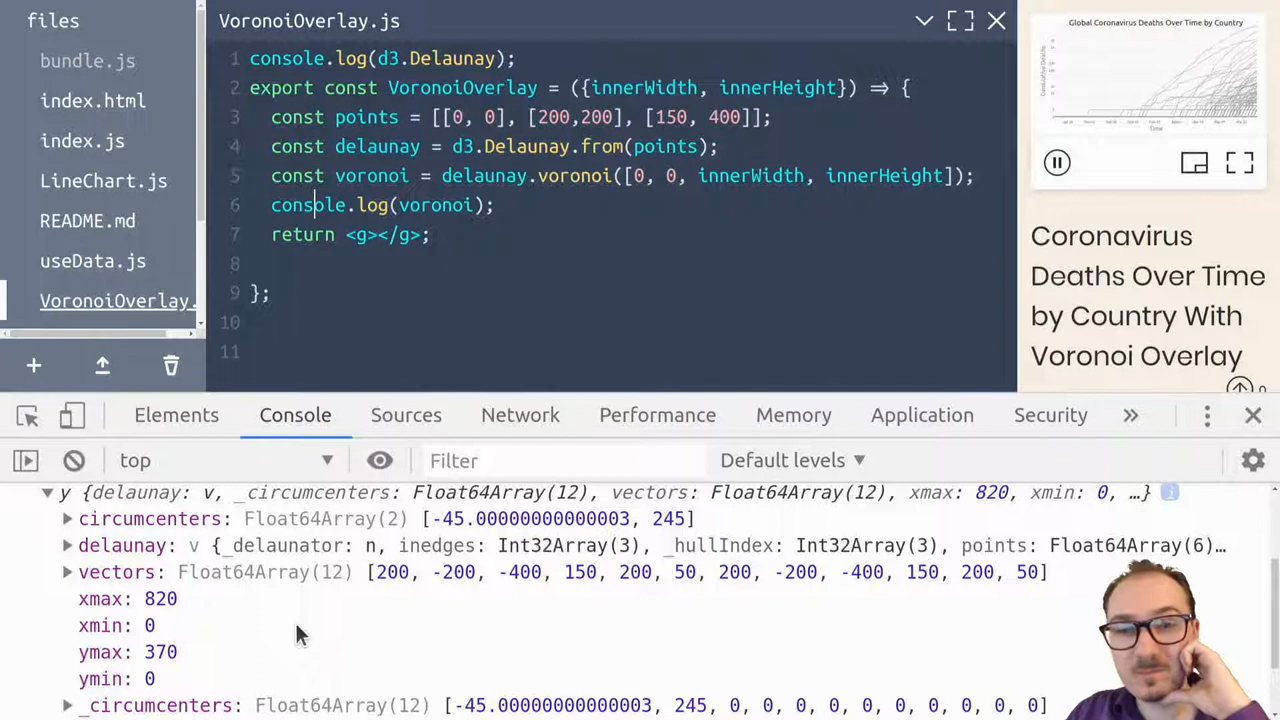 files
bundle.js
index.html
index.js
LineChart.js
README.md
useData.js
VoronoiOverlay.
VoronoiOverlay.js
1 console.log(d3.Delaunay);
2 export const VoronoiOverlay = ({innerWidth, innerHeight}) => {
3 const points = [[0, 0], [200,200], [150, 400]];
4 const delaunay = d3.Delaunay.from(points);
5 const voronoi = delaunay.voronoi([0, 0, innerWidth, innerHeight]);
6 console.log(voronoi);
7 return <g></g>;
8
9 };
10
11
Global Coronavirus Deaths Over Time by Country
Cumulative Deaths
Time
Coronavirus
Deaths Over Time
by Country With
Voronoi Overlay
0
Elements Console Sources Network Performance Memory Application Security »
top Filter Default levels
y {delaunay: v, _circumcenters: Float64Array(12), vectors: Float64Array(12), xmax: 820, xmin: 0, …}
circumcenters: Float64Array(2) [-45.00000000000003, 245]
delaunay: v {_delaunator: n, inedges: Int32Array(3), _hullIndex: Int32Array(3), points: Float64Array(6)…
vectors: Float64Array(12) [200, -200, -400, 150, 200, 50, 200, -200, -400, 150, 200, 50]
xmax: 820
xmin: 0
ymax: 370
ymin: 0
_circumcenters: Float64Array(12) [-45.00000000000003, 245, 0, 0, 0, 0, 0, 0, 0, 0, 0, 0]